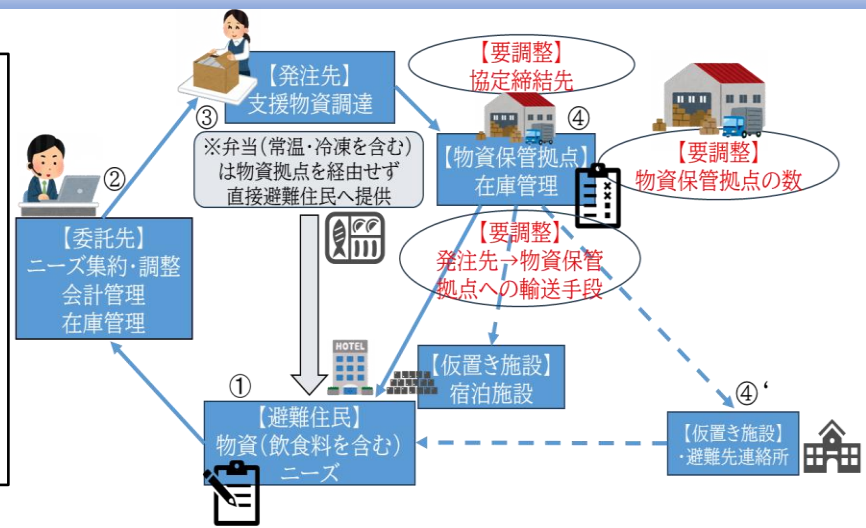 【発注先】
支援物資調達
【要調整】
協定締結先
③
④
※弁当(常温・冷凍を含む)
は物資拠点を経由せず
直接避難住民へ提供
【物資保管拠点】
在庫管理
【要調整】
物資保管拠点の数
②
【委託先】
ニーズ集約・調整
会計管理
在庫管理
【要調整】
発注先→物資保管
拠点への輸送手段
HOTEL
【仮置き施設】
宿泊施設
①
【避難住民】
物資(飲食料を含む)
ニーズ
④‘
【仮置き施設】
・避難先連絡所